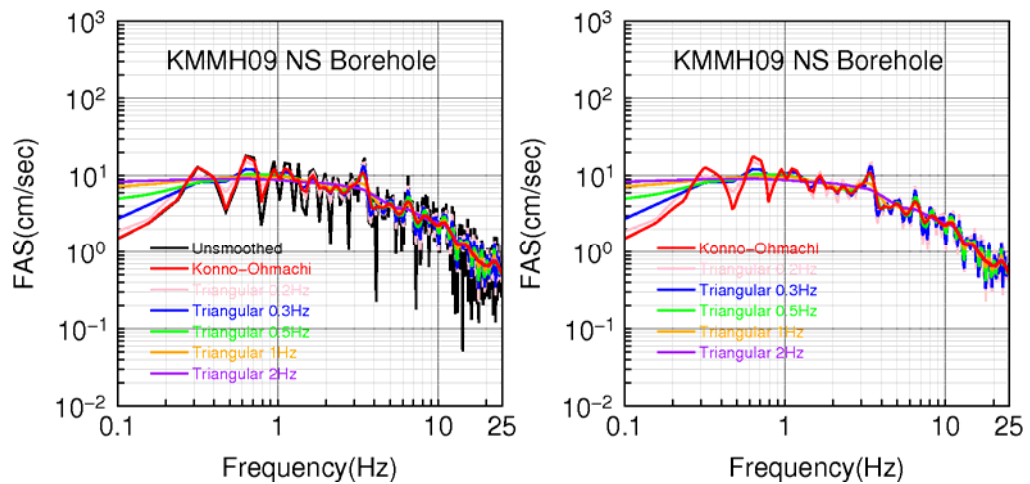 10³
KMMH09 NS Borehole
10²
10¹
10⁰
10⁻¹
10⁻²
FAS(cm/sec)
Unsmoothed
Konno-Ohmachi
Triangular 0.2Hz
Triangular 0.3Hz
Triangular 0.5Hz
Triangular 1Hz
Triangular 2Hz
0.1 1 10 25
Frequency(Hz)
10³
KMMH09 NS Borehole
10²
10¹
10⁰
10⁻¹
10⁻²
FAS(cm/sec)
Konno-Ohmachi
Triangular 0.2Hz
Triangular 0.3Hz
Triangular 0.5Hz
Triangular 1Hz
Triangular 2Hz
0.1 1 10 25
Frequency(Hz)